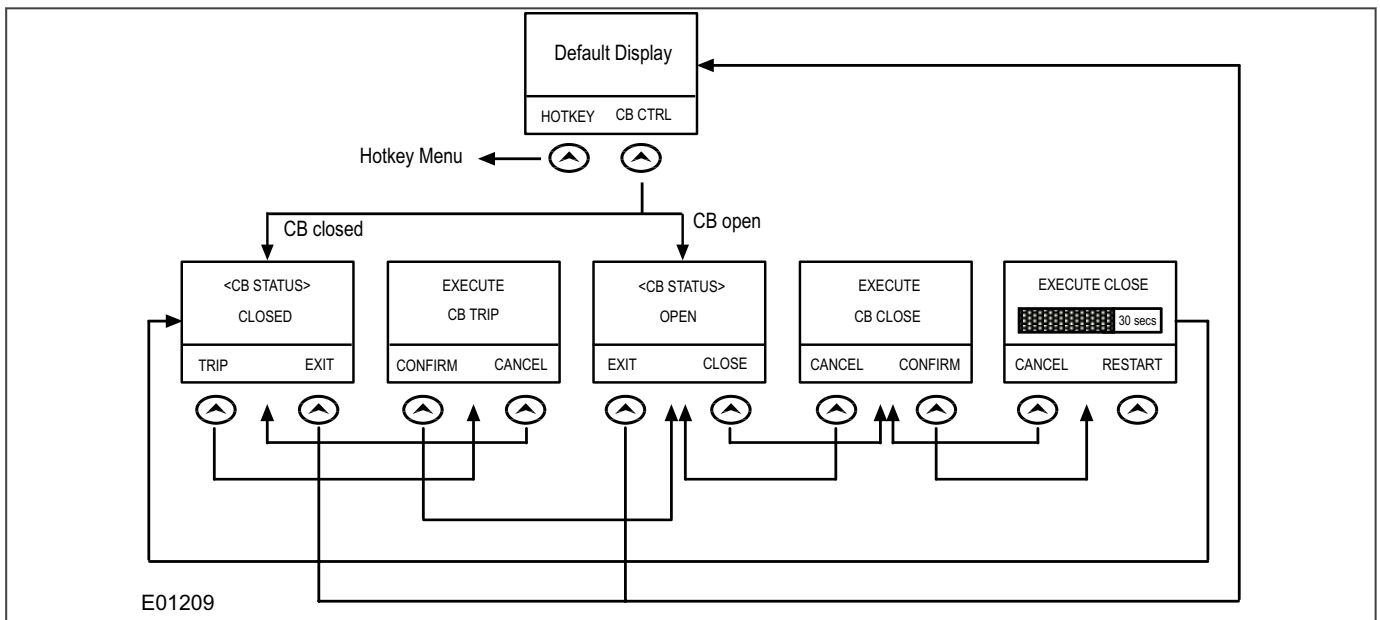 Default Display
HOTKEY CB CTRL
Hotkey Menu
CB closed
CB open
<CB STATUS>
CLOSED
TRIP EXIT
EXECUTE
CB TRIP
CONFIRM CANCEL
<CB STATUS>
OPEN
EXIT CLOSE
EXECUTE
CB CLOSE
CANCEL CONFIRM
EXECUTE CLOSE
30 secs
CANCEL RESTART
E01209